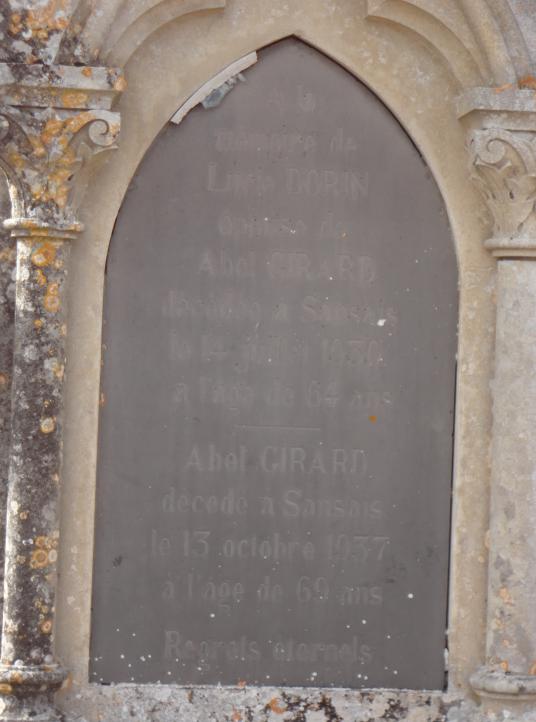 A la
mémoire de
Lucie DORIN
épouse de
Abel GIRARD
décédée à Sansais
le 14 juillet 1930
à l'âge de 64 ans
Abel GIRARD
décédé à Sansais
le 13 octobre 1937
à l'âge de 69 ans
Regrets éternels